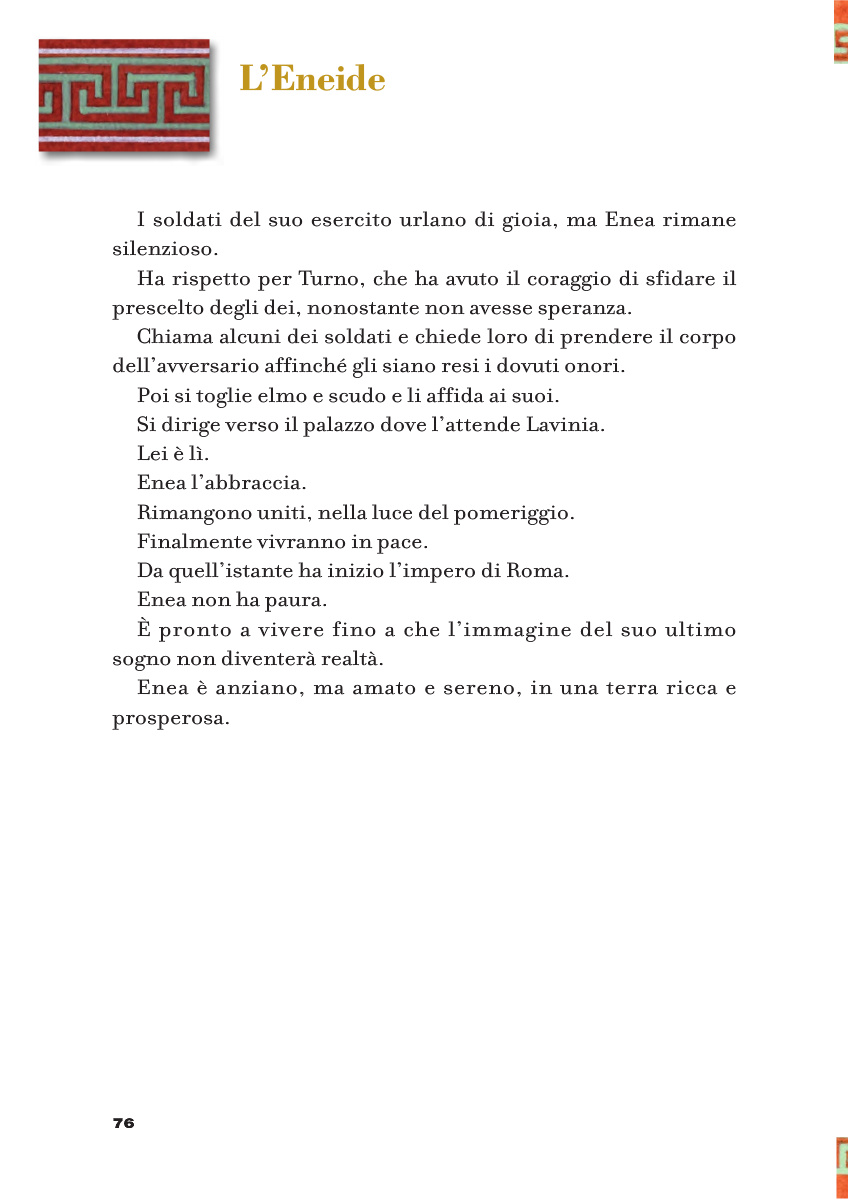 L’Eneide
I soldati del suo esercito urlano di gioia, ma Enea rimane
silenzioso.
Ha rispetto per Turno, che ha avuto il coraggio di sfidare il
prescelto degli dei, nonostante non avesse speranza.
Chiama alcuni dei soldati e chiede loro di prendere il corpo
dell’avversario affinché gli siano resi i dovuti onori.
Poi si toglie elmo e scudo e li affida ai suoi.
Si dirige verso il palazzo dove l’attende Lavinia.
Lei è lì.
Enea l’abbraccia.
Rimangono uniti, nella luce del pomeriggio.
Finalmente vivranno in pace.
Da quell’istante ha inizio l’impero di Roma.
Enea non ha paura.
È pronto a vivere fino a che l’immagine del suo ultimo
sogno non diventerà realtà.
Enea è anziano, ma amato e sereno, in una terra ricca e
prosperosa.
76